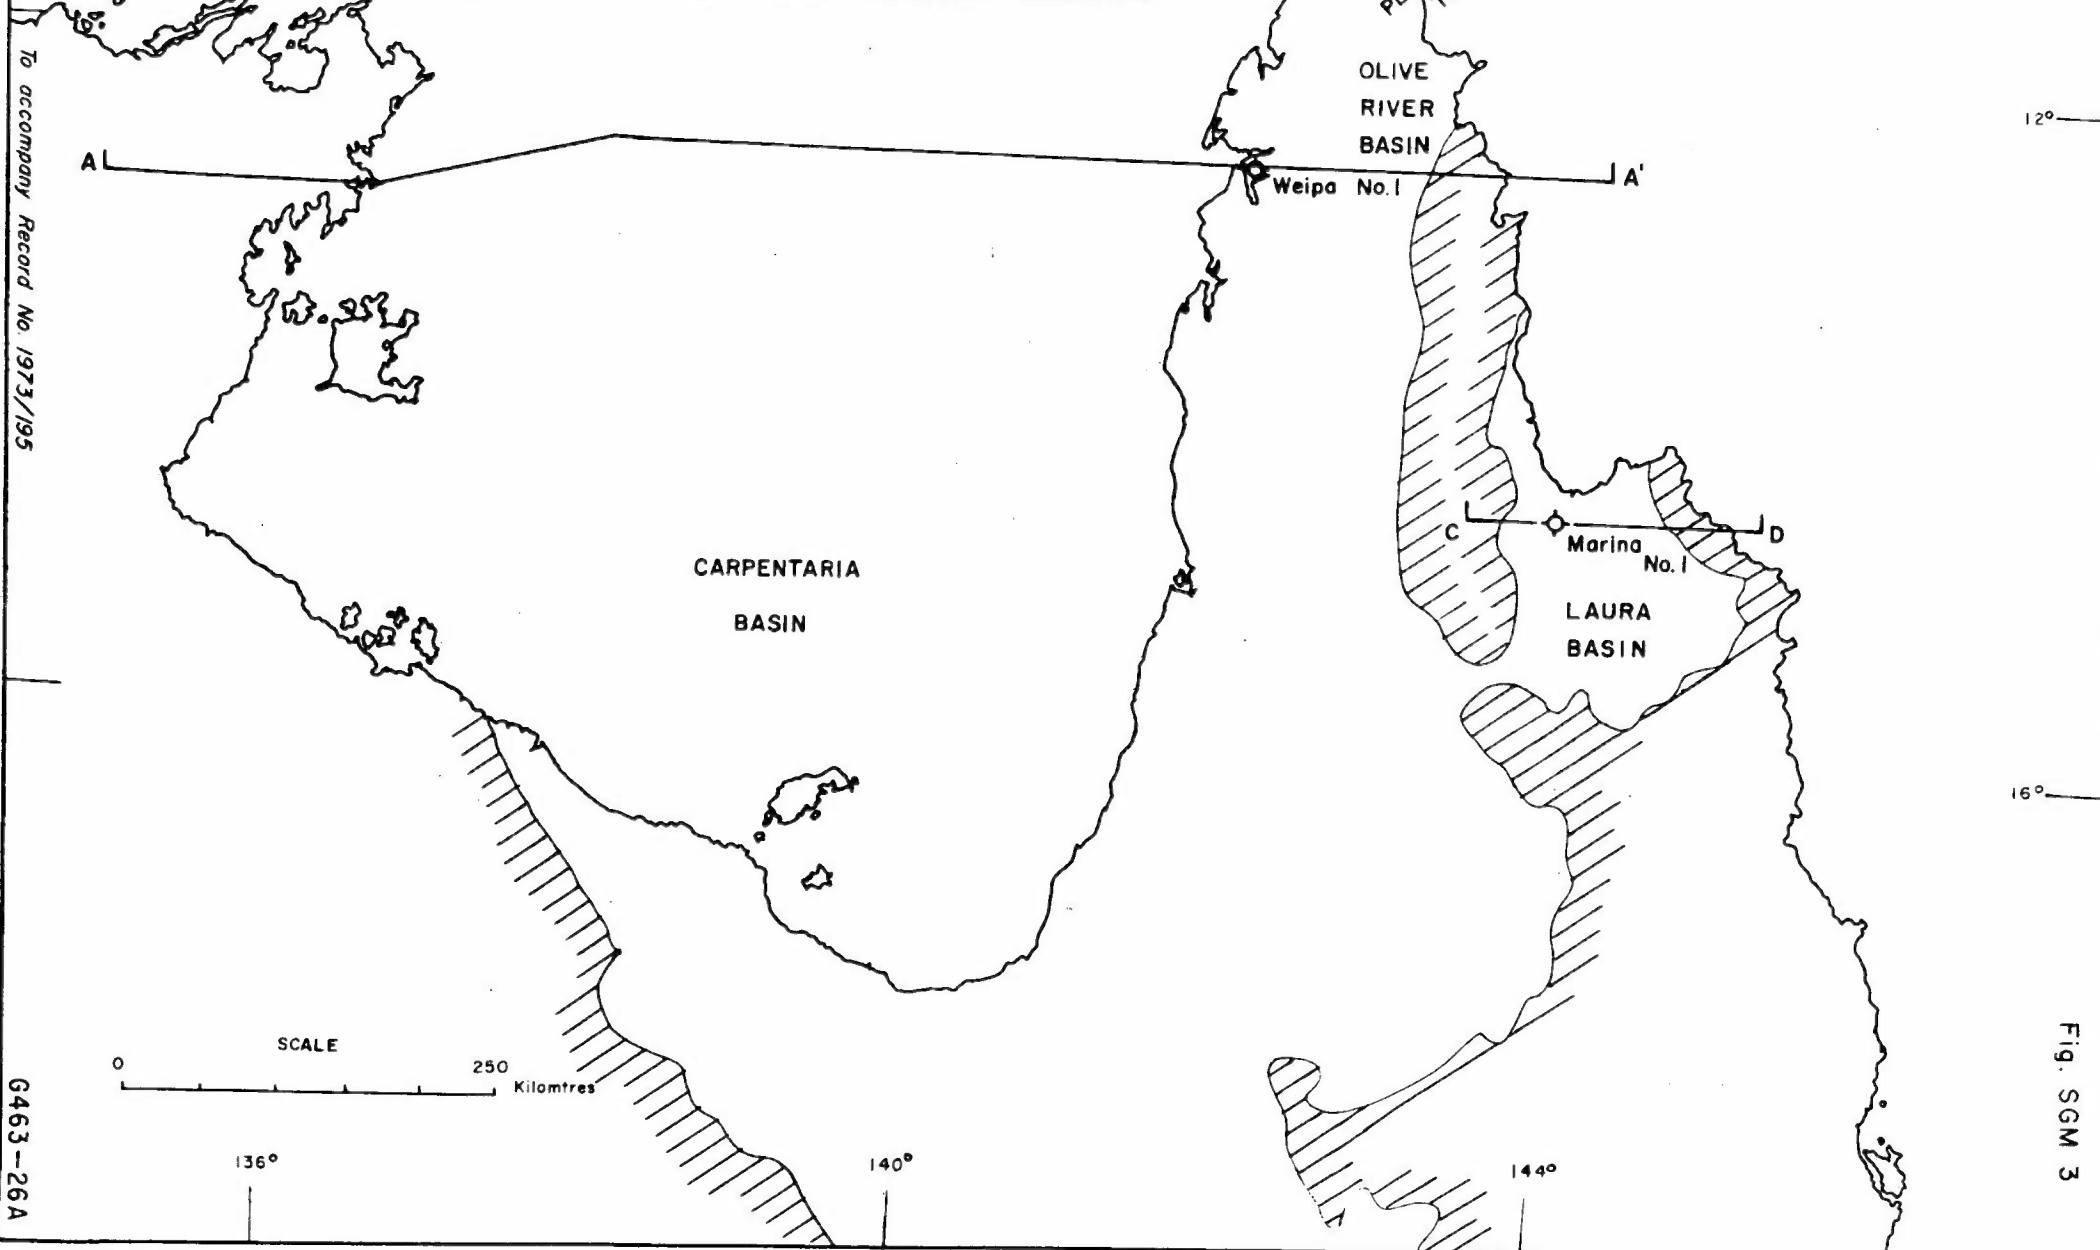 OLIVE
RIVER
BASIN
12°
A
A'
Weipa No. 1
To accompany Record No. 1973/195
C
D
Marina
No. 1
CARPENTARIA
BASIN
LAURA
BASIN
16°
SCALE
0
250
Kilomtres
136°
140°
144°
Fig. SGM 3
G463-26A